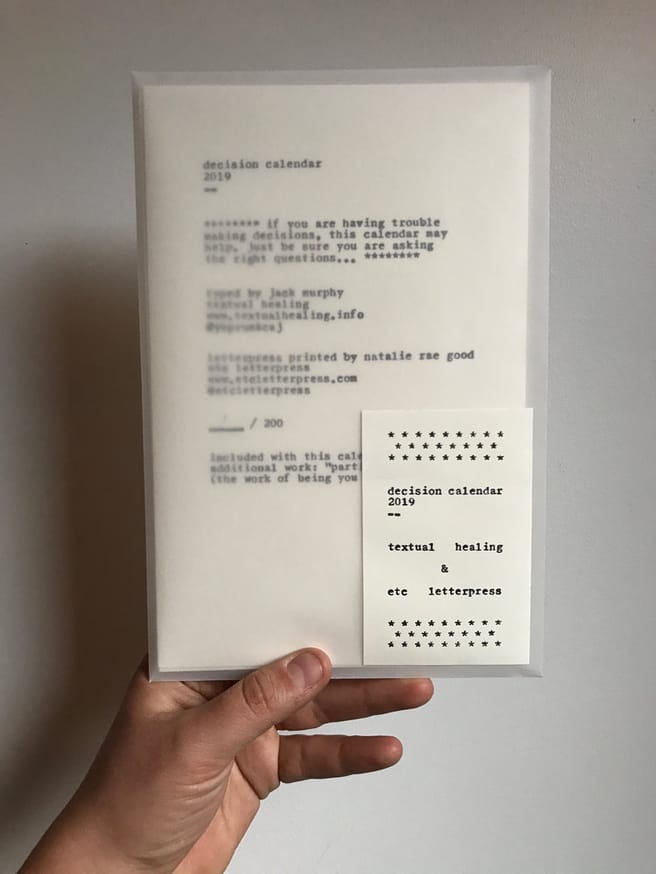 decision calendar
2019
--
******** if you are having trouble
making decisions, this calendar may
help. just be sure you are asking
the right questions... ********
typed by jack murphy
textual healing
www.textualhealing.info
letterpress printed by natalie rae good
etc letterpress
www.etcletterpress.com
@etcletterpress
/ 200
included with this cale
additional work: "part
(the work of being you
* * * * * * * * *
* * * * * * * *
* * * * * * * * *
decision calendar
2019
--
textual healing
&
etc letterpress
* * * * * * * * *
* * * * * * * *
* * * * * * * * *